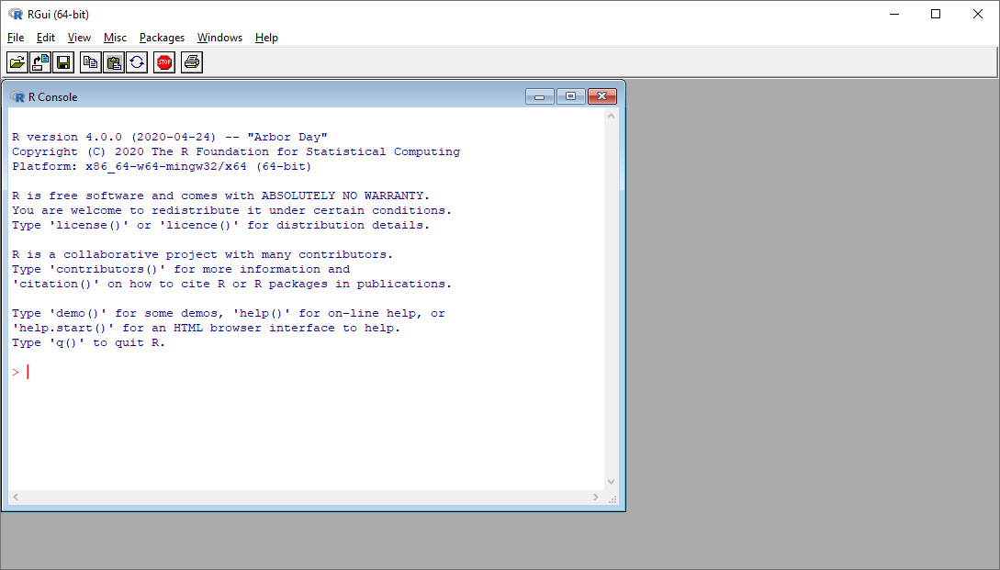 RGui (64-bit)
File Edit View Misc Packages Windows Help
STOP
R Console
R version 4.0.0 (2020-04-24) -- "Arbor Day"
Copyright (C) 2020 The R Foundation for Statistical Computing
Platform: x86_64-w64-mingw32/x64 (64-bit)
R is free software and comes with ABSOLUTELY NO WARRANTY.
You are welcome to redistribute it under certain conditions.
Type 'license()' or 'licence()' for distribution details.
R is a collaborative project with many contributors.
Type 'contributors()' for more information and
'citation()' on how to cite R or R packages in publications.
Type 'demo()' for some demos, 'help()' for on-line help, or
'help.start()' for an HTML browser interface to help.
Type 'q()' to quit R.
>